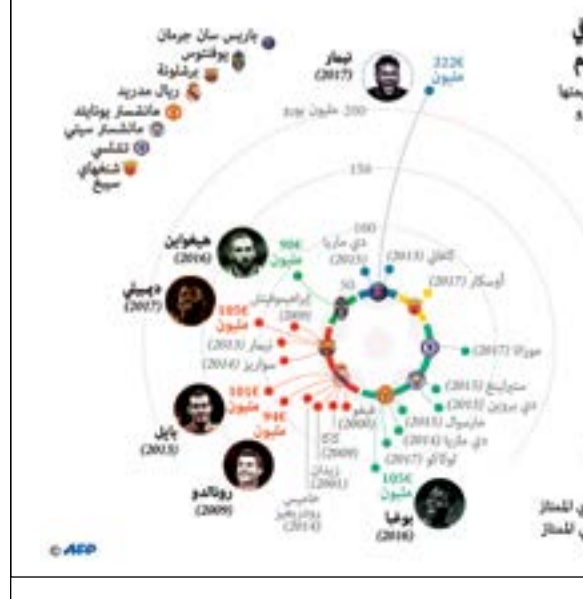 باريس سان جرمان
يوفنتوس
برشلونة
ريال مدريد
مانشستر يونايتد
مانشستر سيتي
تشلسي
شنغهاي
سيبغ
نيمار
(2017)
222€
مليون
200 مليون يورو
150
100
50
هيغواين
(2016)
90€
مليون
دي ماريا
(2015)
كافاني (2013)
أوسكار (2017)
إبراهيموفيتش
(2009)
ديمبيلي
(2017)
105€
مليون
نيمار (2013)
سواريز (2014)
موراتا (2017)
سترلينغ (2015)
دي بروين (2015)
مارسيال (2015)
دي ماريا (2014)
لوكاكو (2017)
101€
مليون
بايل
(2013)
94€
مليون
رونالدو
(2009)
فيغو
(2000)
كاكا
(2009)
زيدان
(2001)
خاميس
رودريغيز
(2014)
105€
مليون
بوغبا
(2016)
© AFP